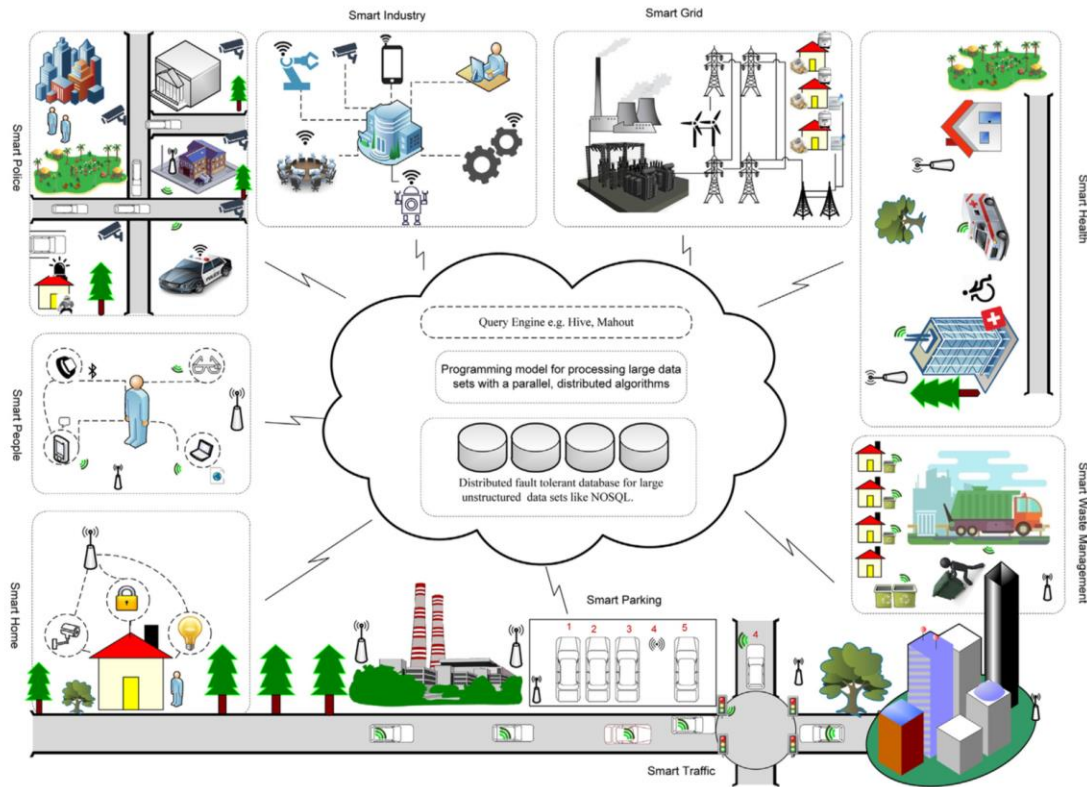 Smart Industry
Smart Grid
Smart Police
POLICE
Smart Health
Query Engine e.g. Hive, Mahout
Programming model for processing large data
sets with a parallel, distributed algorithms
Distributed fault tolerant database for large
unstructured data sets like NOSQL.
Smart People
Smart Waste Management
Smart Home
Smart Parking
1 2 3 4 5
4
Smart Traffic